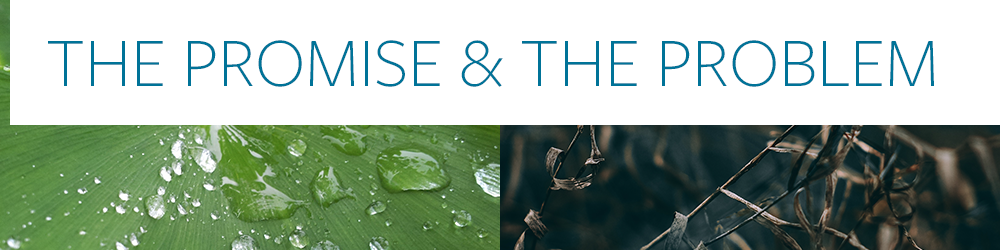 THE PROMISE & THE PROBLEM